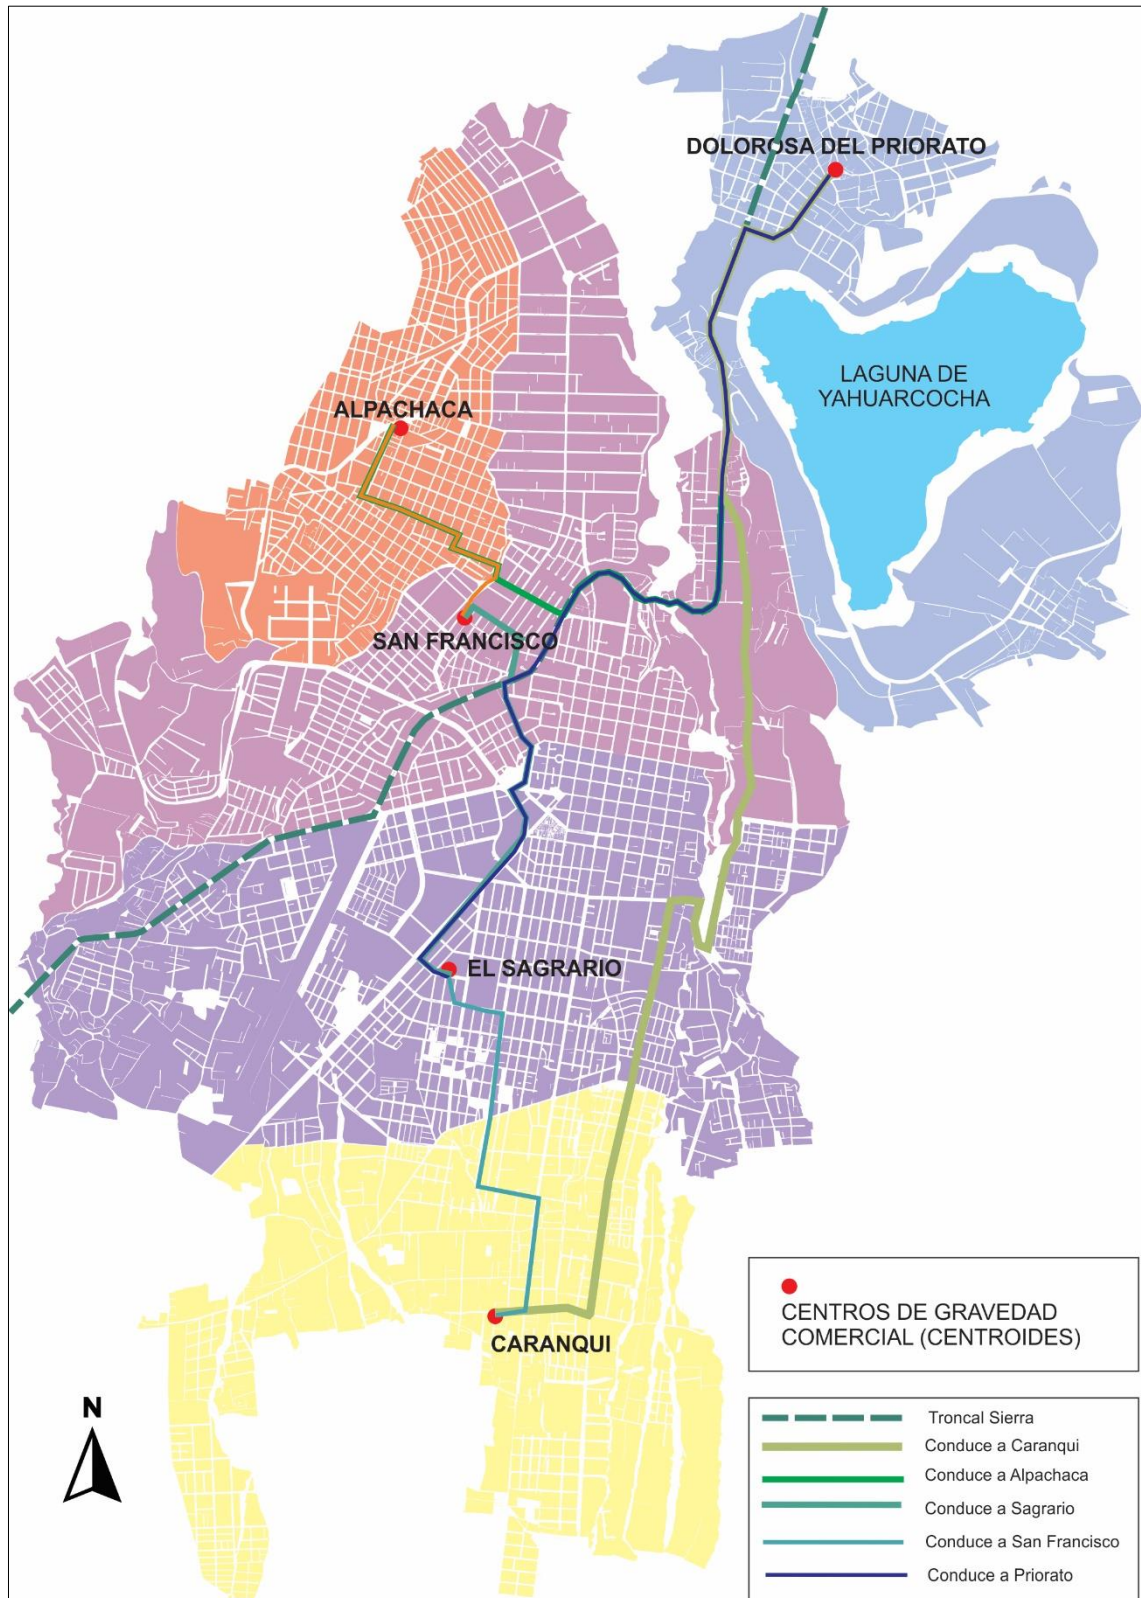 DOLOROSA DEL PRIORATO
LAGUNA DE
YAHUARCOCHA
ALPACHACA
SAN FRANCISCO
EL SAGRARIO
CARANQUI
CENTROS DE GRAVEDAD
COMERCIAL (CENTROIDES)
N
Troncal Sierra
Conduce a Caranqui
Conduce a Alpachaca
Conduce a Sagrario
Conduce a San Francisco
Conduce a Priorato